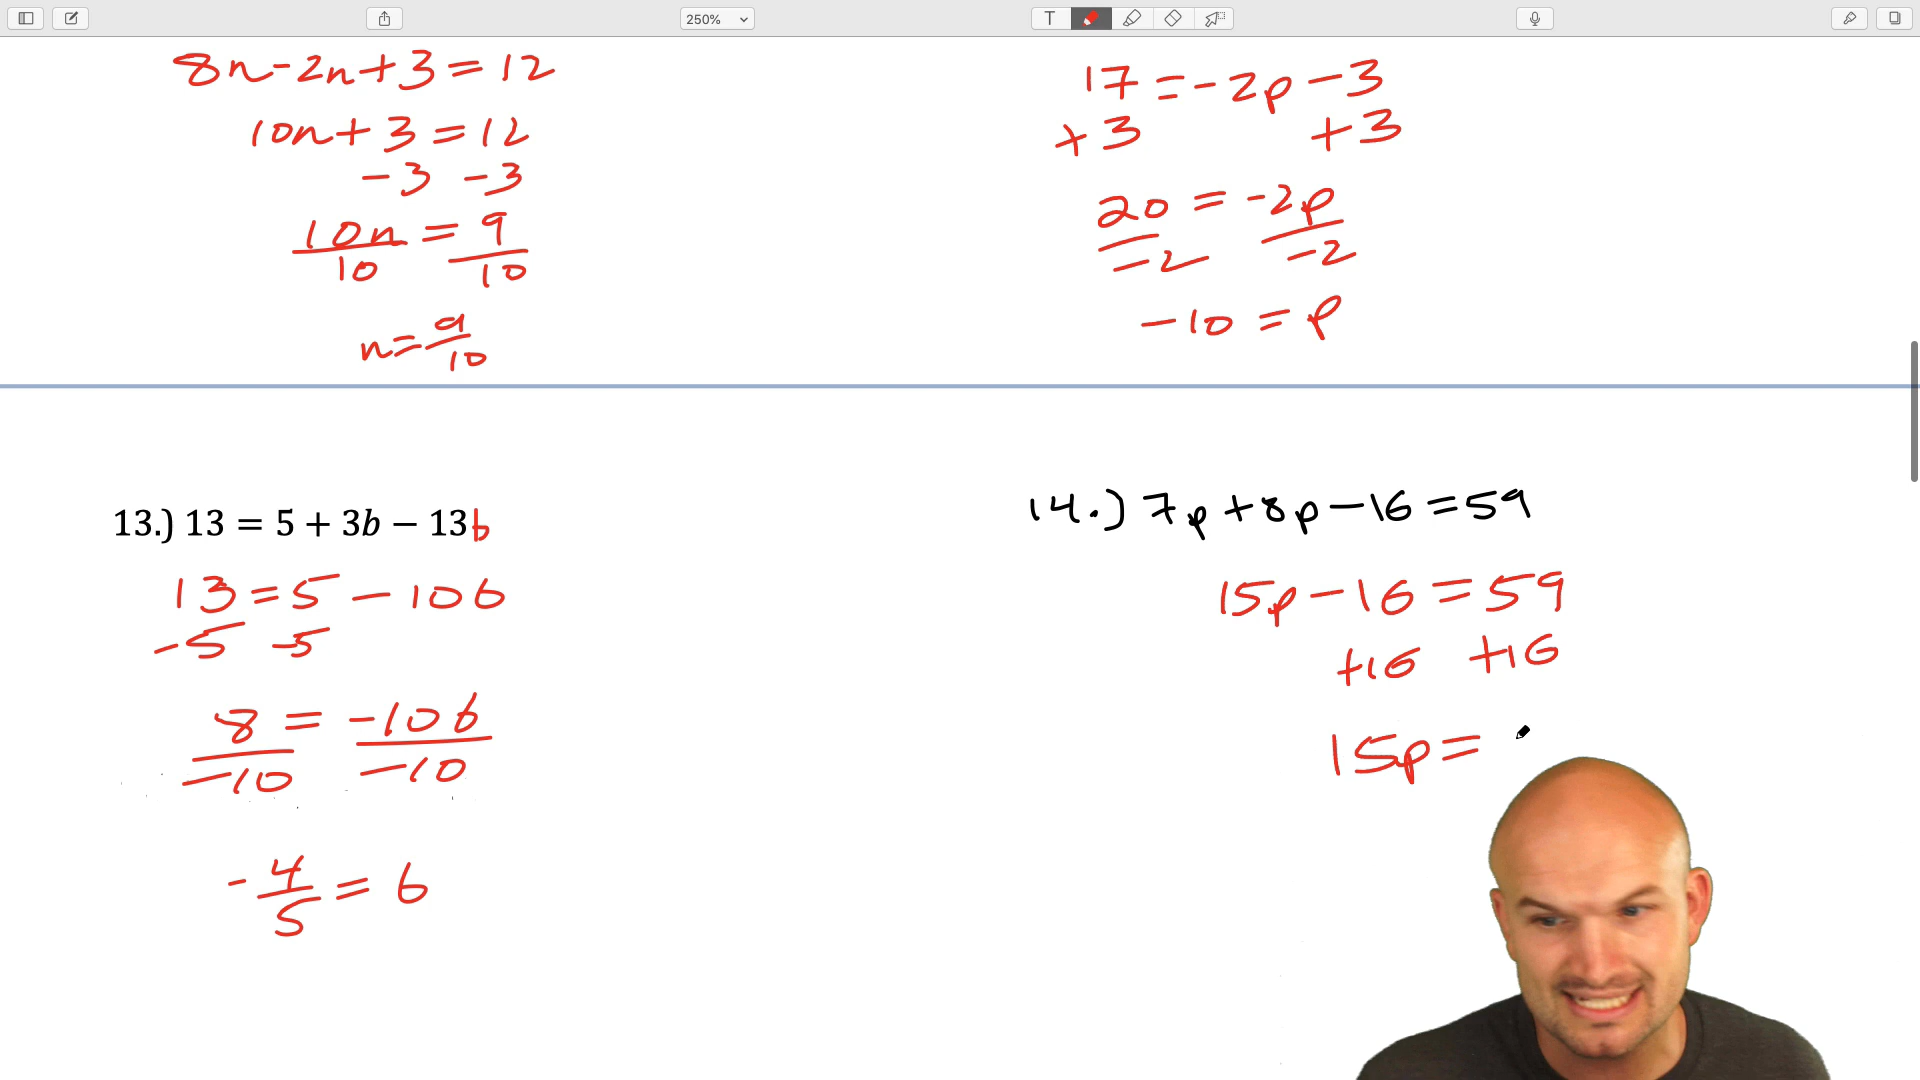 T
250%
8n-2n+3=12
10n+3=12
-3 -3
10n = 9
10 10
n=9/10
17=-2p-3
+3 +3
20 = -2p
-2 -2
-10 = p
13.) 13 = 5 + 3b − 13b
13=5-10b
-5 -5
8 = -10b
-10 -10
-4/5 = b
14.) 7p+8p-16=59
15p-16=59
+16 +16
15p=